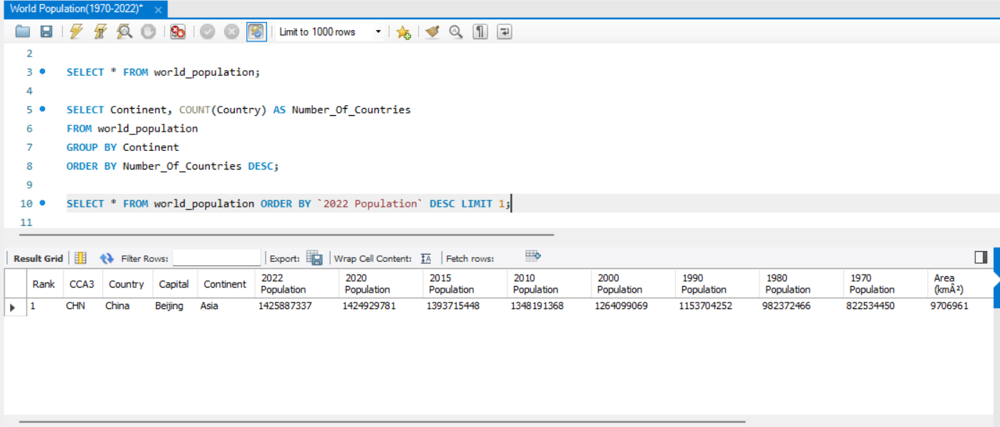 World Population(1970-2022)*
Limit to 1000 rows
2
3 SELECT * FROM world_population;
4
5 SELECT Continent, COUNT(Country) AS Number_Of_Countries
6 FROM world_population
7 GROUP BY Continent
8 ORDER BY Number_Of_Countries DESC;
9
10 SELECT * FROM world_population ORDER BY `2022 Population` DESC LIMIT 1;
11
Result Grid Filter Rows: Export: Wrap Cell Content: IA Fetch rows:
Rank CCA3 Country Capital Continent 2022 Population 2020 Population 2015 Population 2010 Population 2000 Population 1990 Population 1980 Population 1970 Population Area (kmÂ²)
1 CHN China Beijing Asia 1425887337 1424929781 1393715448 1348191368 1264099069 1153704252 982372466 822534450 9706961